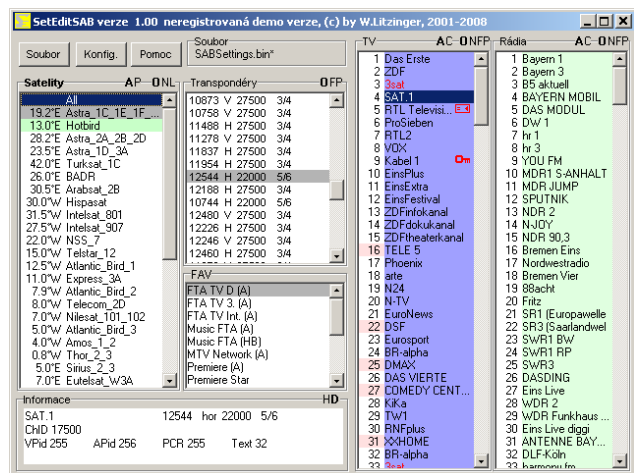 SetEditSAB verze 1.00 neregistrovaná demo verze, (c) by W.Litzinger, 2001-2008
Soubor Konfig. Pomoc
Soubor
SABSettings.bin*
Satelity AP ONL
All
19.2°E Astra_1C_1E_1F_...
13.0°E Hotbird
28.2°E Astra_2A_2B_2D
23.5°E Astra_1D_3A
42.0°E Turksat_1C
26.0°E BADR
30.5°E Arabsat_2B
30.0°W Hispasat
31.5°W Intelsat_801
27.5°W Intelsat_907
22.0°W NSS_7
15.0°W Telstar_12
12.5°W Atlantic_Bird_1
11.0°W Express_3A
7.9°W Atlantic_Bird_2
8.0°W Telecom_2D
7.0°W Nilesat_101_102
5.0°W Atlantic_Bird_3
4.0°W Amos_1_2
0.8°W Thor_2_3
5.0°E Sirius_2_3
7.0°E Eutelsat_W3A
Transpondéry OFP
10873 V 27500 3/4
10758 V 27500 3/4
11488 H 27500 3/4
11278 V 27500 3/4
11837 H 27500 3/4
11954 H 27500 3/4
12544 H 22000 5/6
12188 H 27500 3/4
10744 H 22000 5/6
12480 V 27500 3/4
12226 H 27500 3/4
12246 V 27500 3/4
12460 H 27500 3/4
FAV
FTA TV D (A)
FTA TV 3. (A)
FTA TV Int. (A)
Music FTA (A)
Music FTA (HB)
MTV Network (A)
Premiere (A)
Premiere Star
Informace HD
SAT.1 12544 hor 22000 5/6
ChID 17500
VPid 255 APid 256 PCR 255 Text 32
TV AC ONFP
1 Das Erste
2 ZDF
3 3sat
4 SAT.1
5 RTL Televisi...
6 ProSieben
7 RTL2
8 VOX
9 Kabel 1
10 EinsPlus
11 EinsExtra
12 EinsFestival
13 ZDFinfokanal
14 ZDFdokukanal
15 ZDFtheaterkanal
16 TELE 5
17 Phoenix
18 arte
19 N24
20 N-TV
21 EuroNews
22 DSF
23 Eurosport
24 BR-alpha
25 DMAX
26 DAS VIERTE
27 COMEDY CENT...
28 KiKa
29 TW1
30 RNFplus
31 XXHOME
32 BR-alpha
33 3sat
Rádia AC ONFP
1 Bayern 1
2 Bayern 3
3 B5 aktuell
4 BAYERN MOBIL
5 DAS MODUL
6 DW 1
7 hr 1
8 hr 3
9 YOU FM
10 MDR1 S-ANHALT
11 MDR JUMP
12 SPUTNIK
13 NDR 2
14 N-JOY
15 NDR 90,3
16 Bremen Eins
17 Nordwestradio
18 Bremen Vier
19 88acht
20 Fritz
21 SR1 (Europawelle
22 SR3 (Saarlandwel
23 SWR1 BW
24 SWR1 RP
25 SWR3
26 DASDING
27 Eins Live
28 WDR 2
29 WDR Funkhaus ...
30 Eins Live diggi
31 ANTENNE BAY...
32 DLF-Köln
33 harmony fm